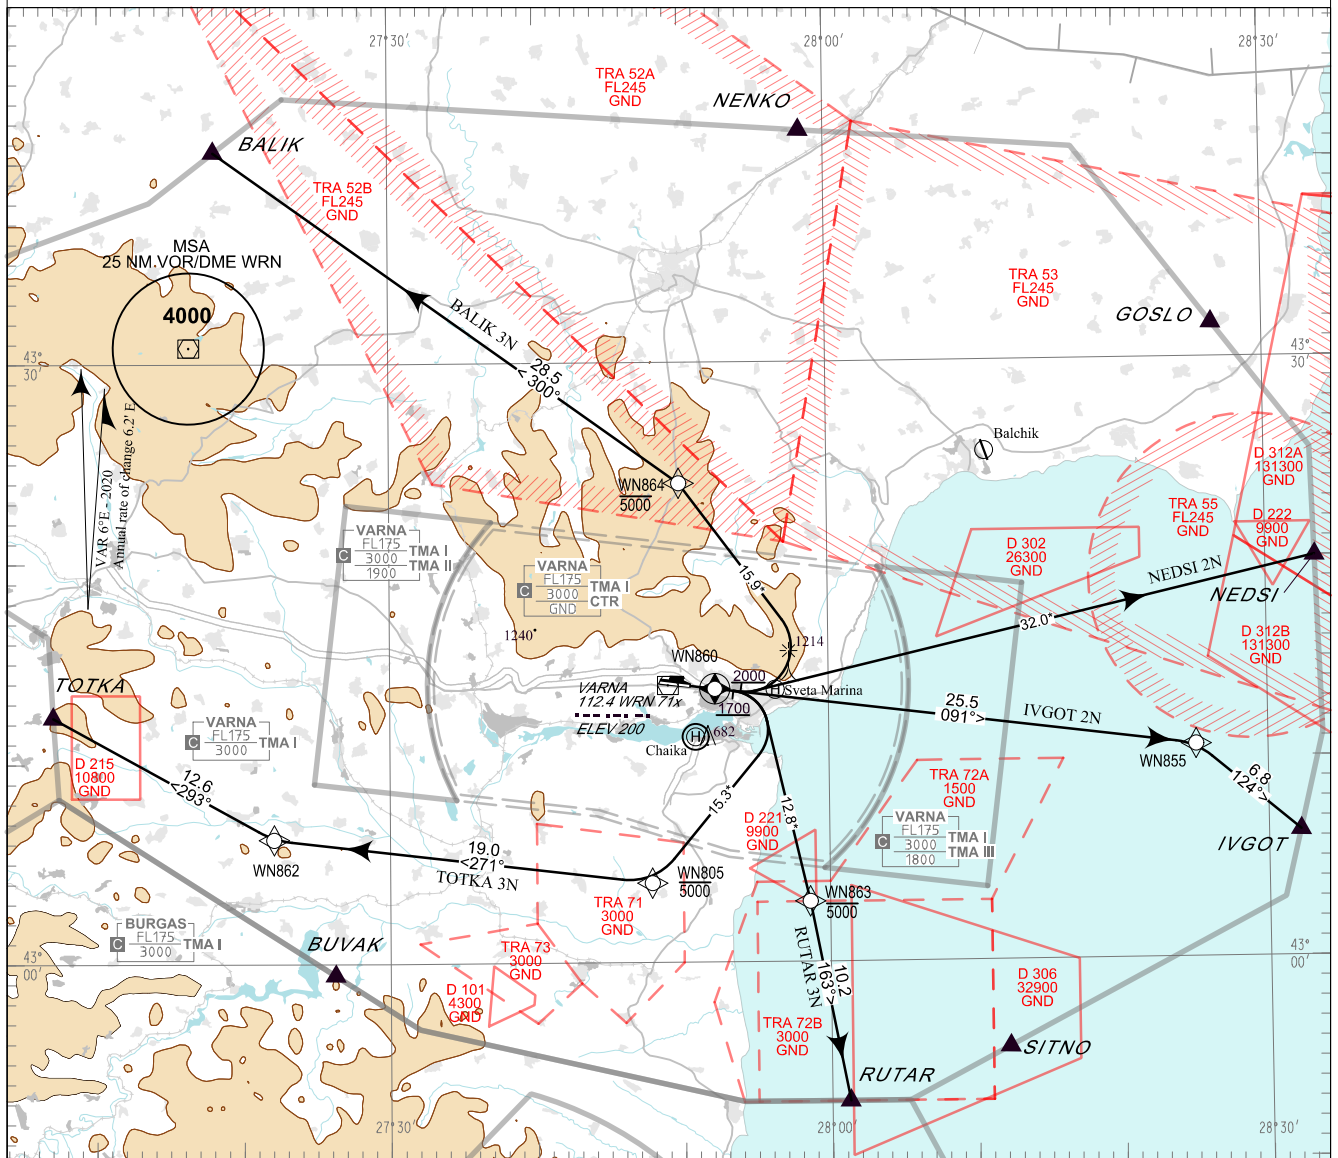 27°30'
28°00'
28°30'
TRA 52A
FL245
GND
NENKO
BALIK
TRA 52B
FL245
GND
MSA
25 NM.VOR/DME WRN
4000
TRA 53
FL245
GND
GOSLO
BALIK 3N
43°
30'
43°
30'
28.5
< 300°
VAR 6°E - 2020
Annual rate of change 6.2' E
Balchik
D 312A
131300
GND
WN864
5000
TRA 55
FL245
GND
D 222
9900
GND
VARNA
FL175
3000
1900
C
TMA I
TMA II
D 302
26300
GND
VARNA
FL175
3000
GND
C
TMA I
CTR
15.9*
NEDSI 2N
NEDSI
32.0*
1240
1214
D 312B
131300
GND
WN860
TOTKA
2000
1700
H
Sveta Marina
VARNA
112.4 WRN 71x
ELEV 200
VARNA
FL175
3000
C
TMA I
25.5
091°>
IVGOT 2N
H
682
Chaika
WN855
D 215
10800
GND
12.6
<293°
6.8
124°>
TRA 72A
1500
GND
15.3*
12.8*
D 221
9900
GND
VARNA
FL175
3000
1800
C
TMA I
TMA III
IVGOT
19.0
<271°
TOTKA 3N
WN862
WN805
5000
WN863
5000
TRA 71
3000
GND
BURGAS
FL175
3000
C
TMA I
BUVAK
TRA 73
3000
GND
RUTAR 3N
10.2
163°>
43°
00'
43°
00'
D 101
4300
GND
D 306
32900
GND
TRA 72B
3000
GND
SITNO
RUTAR
27°30'
28°00'
28°30'